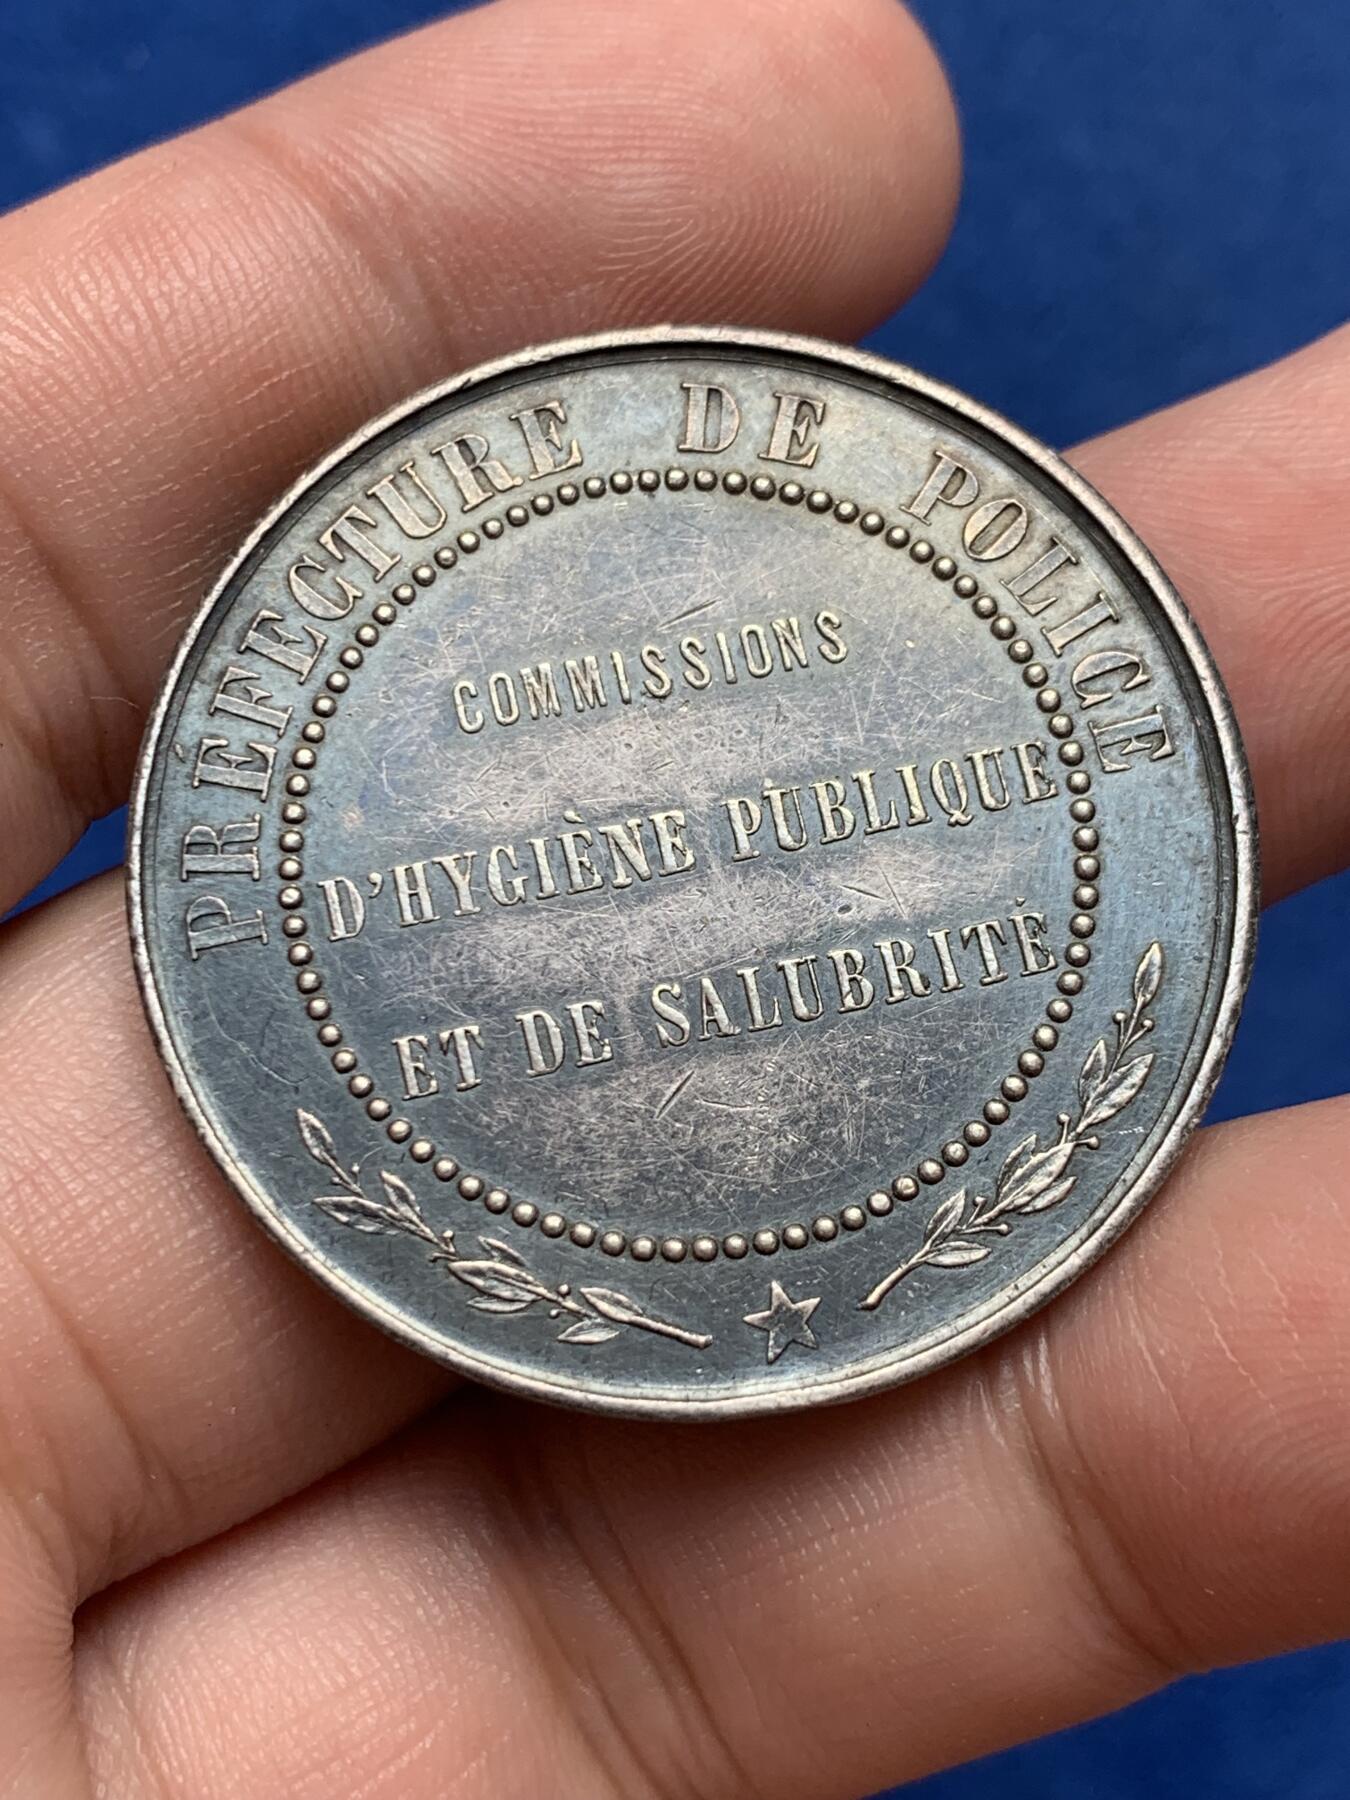 PRÉFECTURE DE POLICE
COMMISSIONS
D'HYGIÈNE PUBLIQUE
ET DE SALUBRITÉ